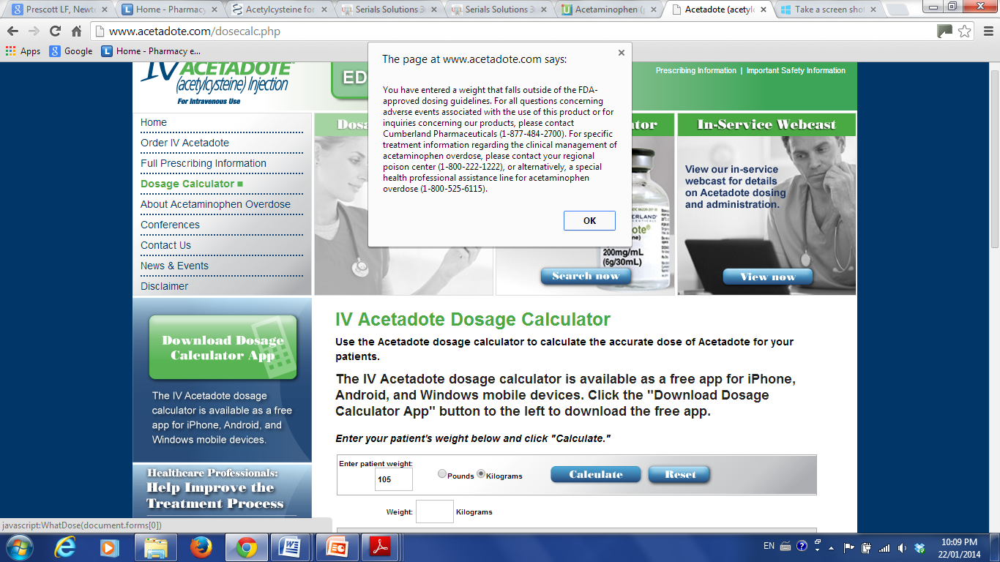 Prescott LF, Newt
Home - Pharmacy
Acetylcysteine for
Serials Solutions 3
Serials Solutions 3
Acetaminophen (p
Acetadote (acetylc
Take a screen shot
www.acetadote.com/dosecalc.php
Apps
Google
Home - Pharmacy e...
The page at www.acetadote.com says:
You have entered a weight that falls outside of the FDA-
approved dosing guidelines. For all questions concerning
adverse events associated with the use of this product or for
inquiries concerning our products, please contact
Cumberland Pharmaceuticals (1-877-484-2700). For specific
treatment information regarding the clinical management of
acetaminophen overdose, please contact your regional
poison center (1-800-222-1222), or alternatively, a special
health professional assistance line for acetaminophen
overdose (1-800-525-6115).
OK
IV ACETADOTE
(acetylcysteine) Injection
For Intravenous Use
ED
Prescribing Information | Important Safety Information
Home
Order IV Acetadote
Full Prescribing Information
Dosage Calculator
About Acetaminophen Overdose
Conferences
Contact Us
News & Events
Disclaimer
Dosa
ator
ERLAND
dote®
ine)
200mg/mL
(6g/30mL)
Search now
In-Service Webcast
View our in-service
webcast for details
on Acetadote dosing
and administration.
View now
Download Dosage
Calculator App
The IV Acetadote dosage
calculator is available as a free
app for iPhone, Android, and
Windows mobile devices.
Healthcare Professionals:
Help Improve the
Treatment Process
IV Acetadote Dosage Calculator
Use the Acetadote dosage calculator to calculate the accurate dose of Acetadote for your
patients.
The IV Acetadote dosage calculator is available as a free app for iPhone,
Android, and Windows mobile devices. Click the "Download Dosage
Calculator App" button to the left to download the free app.
Enter your patient's weight below and click "Calculate."
Enter patient weight:
105
Pounds
Kilograms
Calculate
Reset
Weight:
Kilograms
javascript:WhatDose(document.forms[0])
EN
10:09 PM
22/01/2014